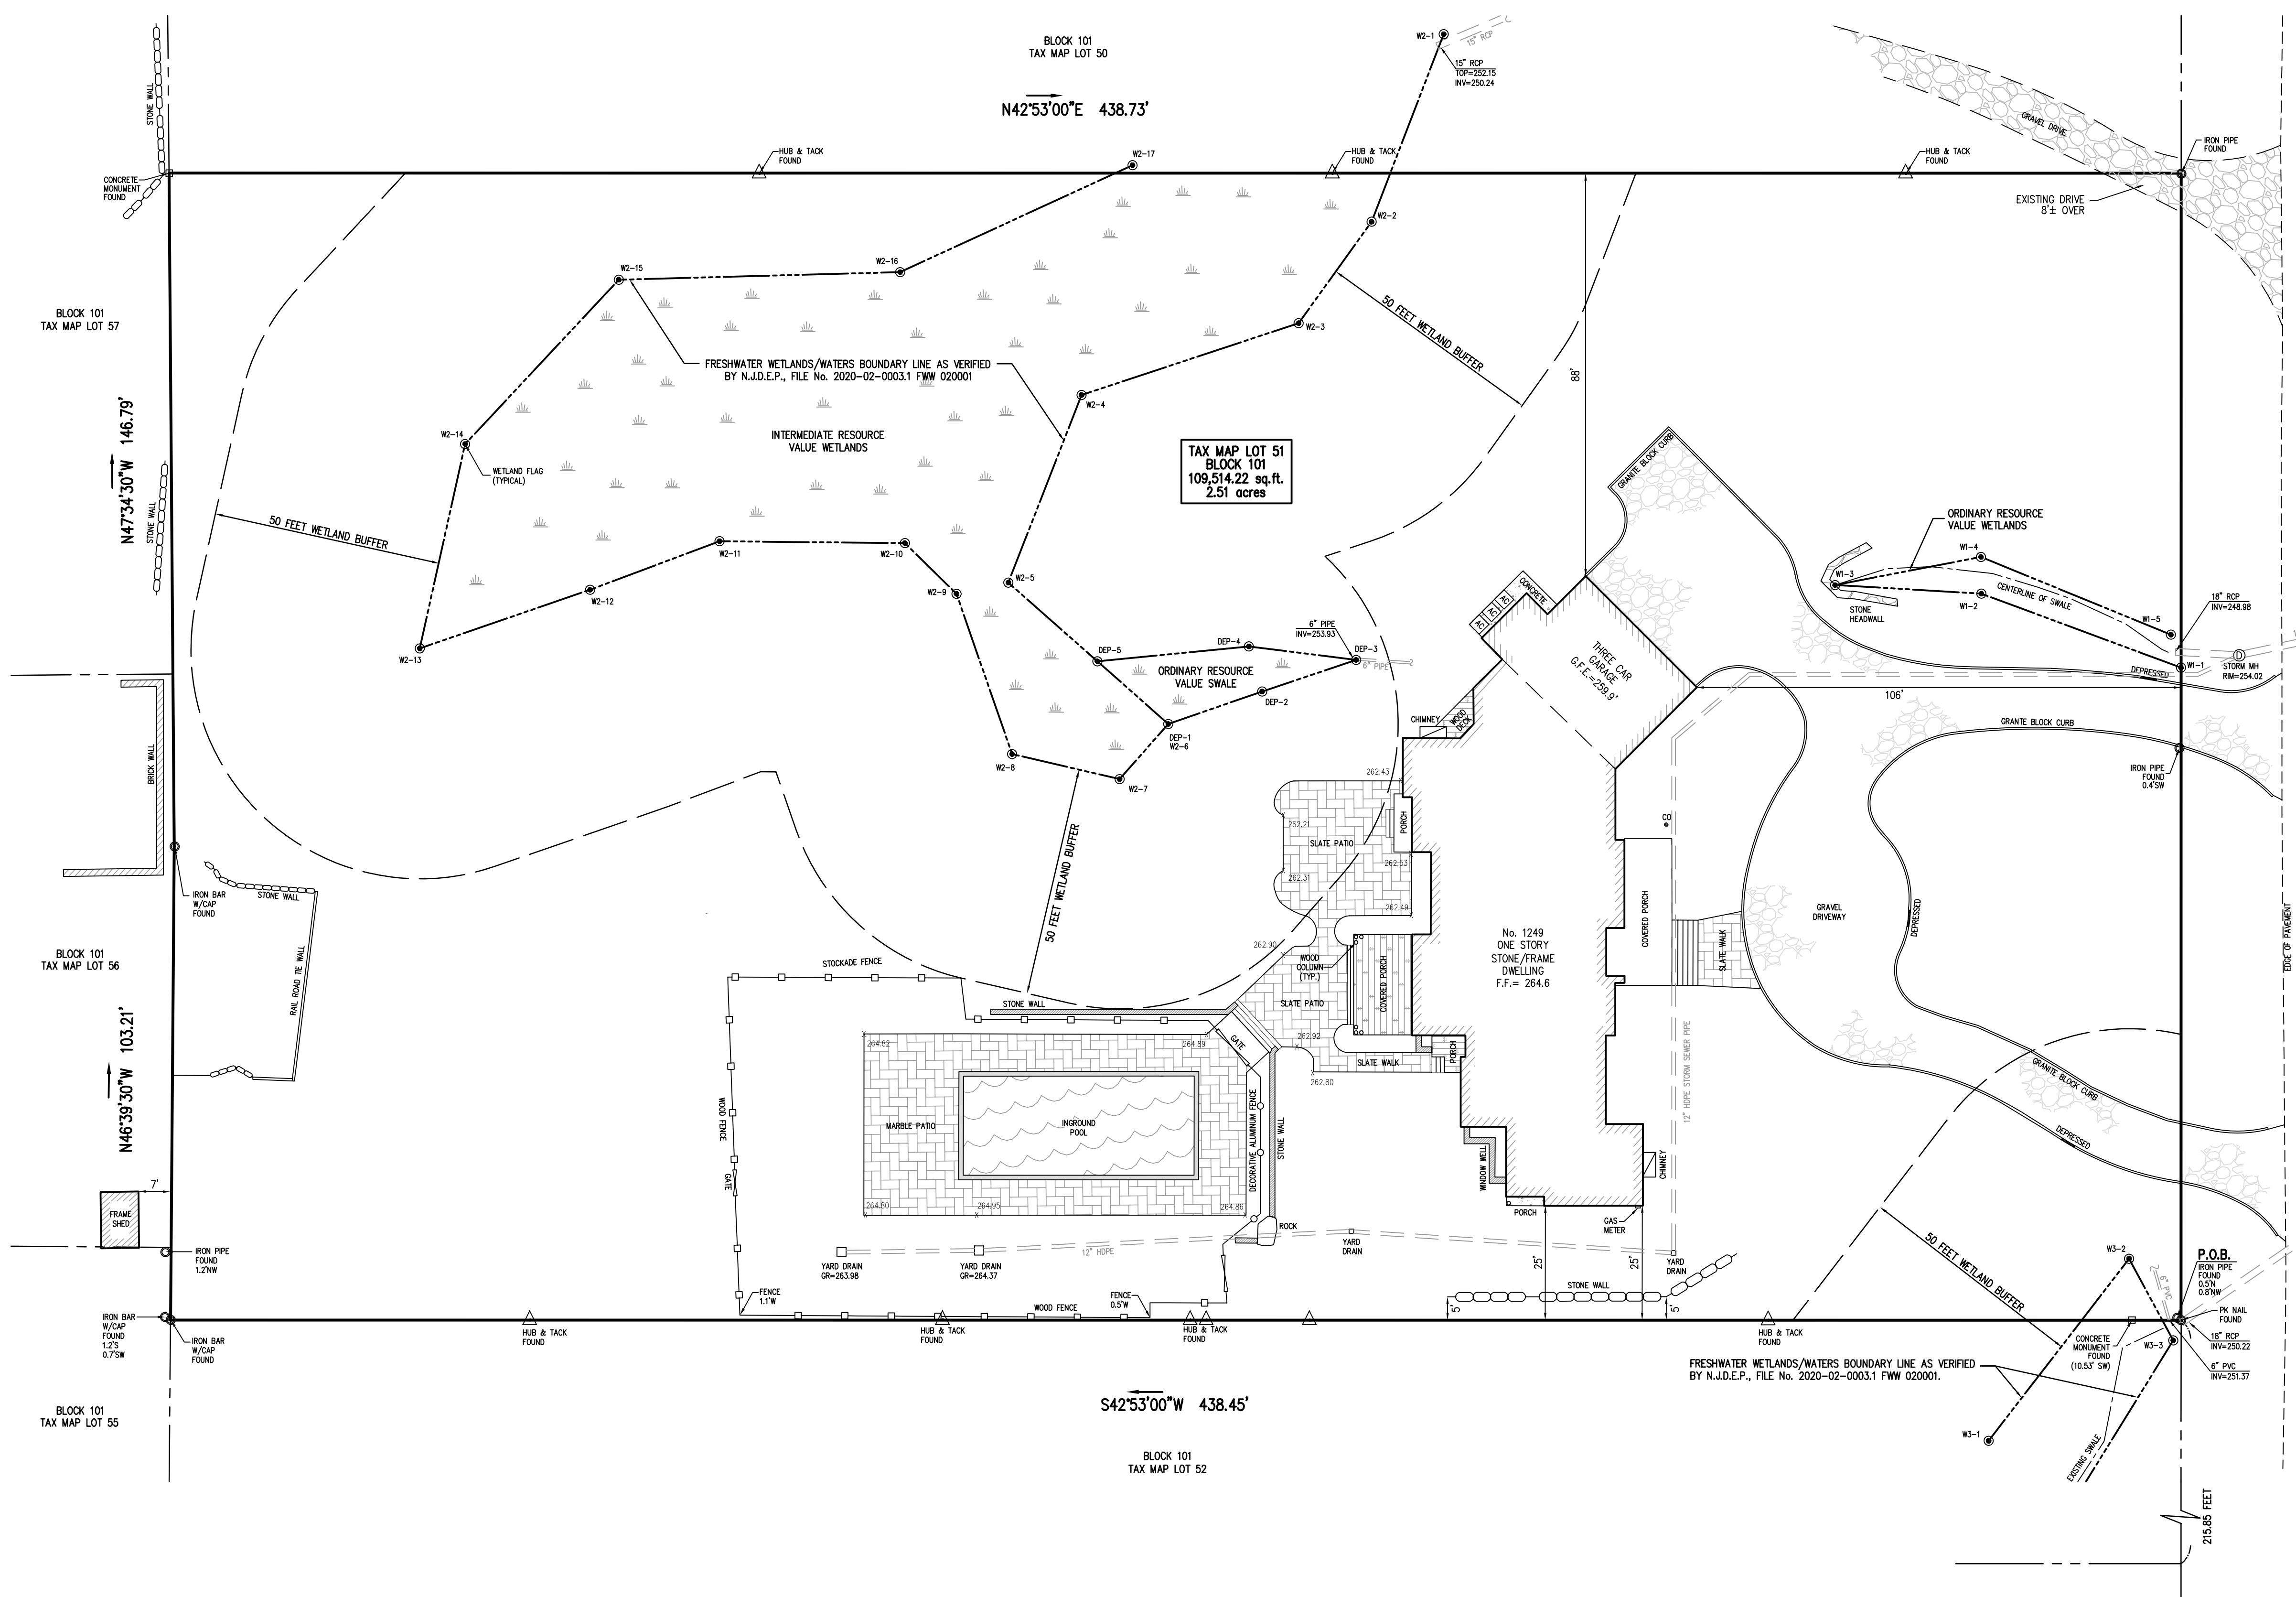 BLOCK 101
TAX MAP LOT 50
N42°53'00"E 438.73'
W2-1
15" RCP
15" RCP
TOP=252.15
INV=250.24
STONE WALL
CONCRETE
MONUMENT
FOUND
HUB & TACK
FOUND
W2-17
HUB & TACK
FOUND
HUB & TACK
FOUND
GRAVEL DRIVE
IRON PIPE
FOUND
EXISTING DRIVE
8'± OVER
W2-2
W2-16
W2-15
W2-3
50 FEET WETLAND BUFFER
BLOCK 101
TAX MAP LOT 57
FRESHWATER WETLANDS/WATERS BOUNDARY LINE AS VERIFIED
BY N.J.D.E.P., FILE No. 2020-02-0003.1 FWW 020001
88'
W2-4
W2-14
INTERMEDIATE RESOURCE
VALUE WETLANDS
WETLAND FLAG
(TYPICAL)
TAX MAP LOT 51
BLOCK 101
109,514.22 sq.ft.
2.51 acres
N47°34'30"W 146.79'
STONE WALL
50 FEET WETLAND BUFFER
GRANITE BLOCK CURB
ORDINARY RESOURCE
VALUE WETLANDS
W2-11
W2-10
W2-5
W2-9
W2-12
W2-13
W1-4
W1-3
W1-2
CENTERLINE OF SWALE
STONE
HEADWALL
W1-5
18" RCP
INV=248.98
W1-1
D
STORM MH
RIM=254.02
DEPRESSED
106'
CONCRETE
AC
AC
AC
THREE CAR
GARAGE
G.F.E.=259.9'
6" PIPE
INV=253.93
DEP-4
DEP-3
6" PIPE
DEP-5
ORDINARY RESOURCE
VALUE SWALE
DEP-2
DEP-1
W2-6
CHIMNEY
WOOD
DECK
W2-8
W2-7
GRANTE BLOCK CURB
IRON PIPE
FOUND
0.4'SW
BRICK WALL
262.43
262.21
SLATE PATIO
PORCH
262.53
262.31
262.49
CO
50 FEET WETLAND BUFFER
IRON BAR
W/CAP
FOUND
STONE WALL
RAIL ROAD TIE WALL
BLOCK 101
TAX MAP LOT 56
STOCKADE FENCE
262.90
WOOD
COLUMN
(TYP.)
COVERED PORCH
No. 1249
ONE STORY
STONE/FRAME
DWELLING
F.F.= 264.6
COVERED PORCH
SLATE WALK
GRAVEL
DRIVEWAY
DEPRESSED
EDGE OF PAVEMENT
STONE WALL
SLATE PATIO
264.82
264.89
GATE
262.92
SLATE WALK
PORCH
262.80
12" HDPE STORM SEWER PIPE
GRANITE BLOCK CURB
DEPRESSED
N46°39'30"W 103.21'
WOOD FENCE
GATE
MARBLE PATIO
INGROUND
POOL
DECORATIVE ALUMINUM FENCE
STONE WALL
WINDOW WELL
CHIMNEY
7'
FRAME
SHED
264.80
264.95
264.86
ROCK
PORCH
GAS
METER
IRON PIPE
FOUND
1.2'NW
YARD DRAIN
GR=263.98
YARD DRAIN
GR=264.37
12" HDPE
YARD
DRAIN
25'
25'
YARD
DRAIN
STONE WALL
5'
5'
50 FEET WETLAND BUFFER
W3-2
6" PVC
P.O.B.
IRON PIPE
FOUND
0.5'N
0.8'NW
PK NAIL
FOUND
18" RCP
INV=250.22
6" PVC
INV=251.37
IRON BAR
W/CAP
FOUND
1.2'S
0.7'SW
IRON BAR
W/CAP
FOUND
FENCE
1.1'W
WOOD FENCE
FENCE
0.5'W
HUB & TACK
FOUND
HUB & TACK
FOUND
HUB & TACK
FOUND
HUB & TACK
FOUND
CONCRETE
MONUMENT
FOUND
(10.53' SW)
W3-3
FRESHWATER WETLANDS/WATERS BOUNDARY LINE AS VERIFIED
BY N.J.D.E.P., FILE No. 2020-02-0003.1 FWW 020001.
W3-1
EXISTING SWALE
S42°53'00"W 438.45'
BLOCK 101
TAX MAP LOT 55
BLOCK 101
TAX MAP LOT 52
215.85 FEET